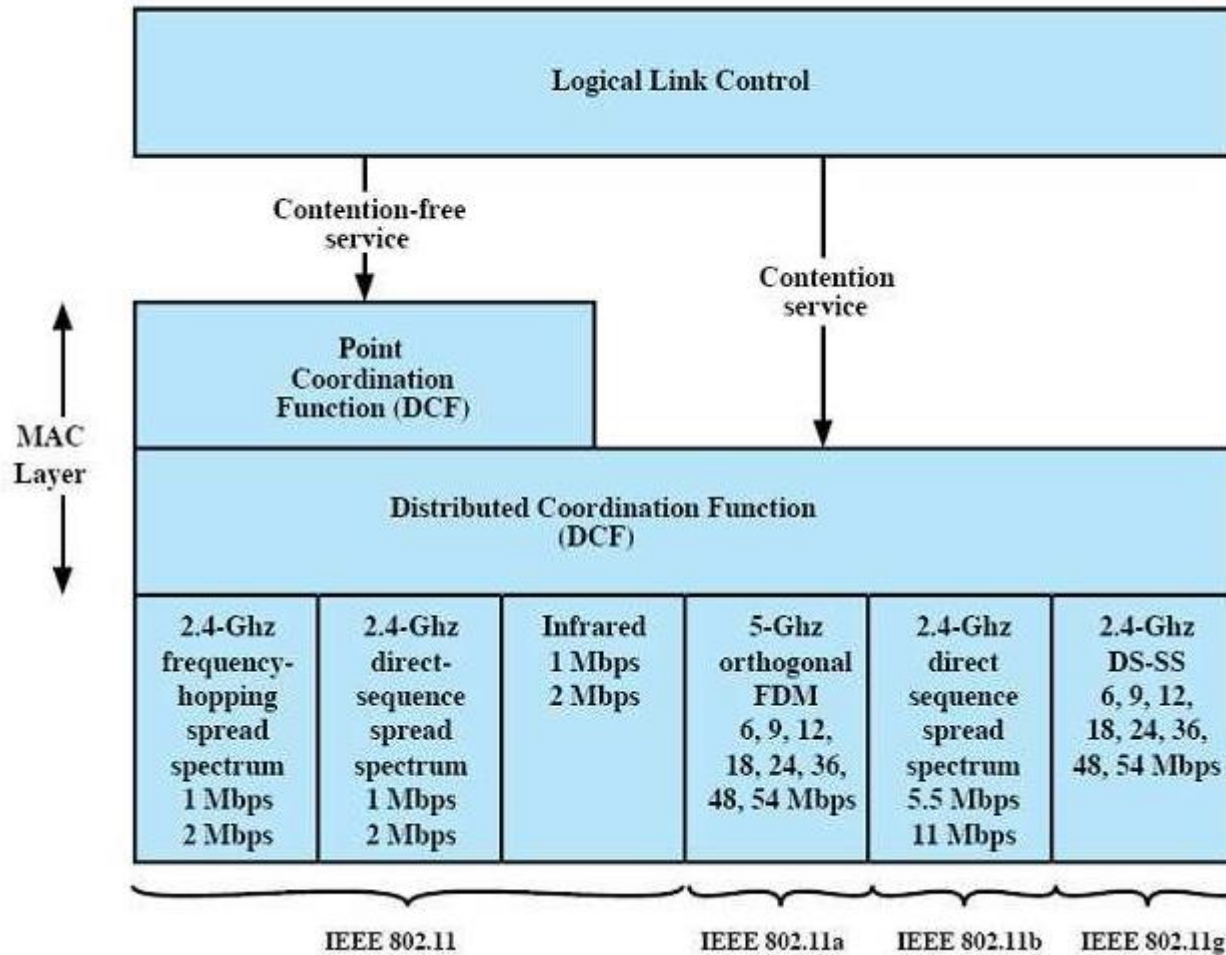 Logical Link Control
Contention-free
service
Contention
service
MAC
Layer
Point
Coordination
Function (DCF)
Distributed Coordination Function
(DCF)
2.4-Ghz
frequency-
hopping
spread
spectrum
1 Mbps
2 Mbps
2.4-Ghz
direct-
sequence
spread
spectrum
1 Mbps
2 Mbps
Infrared
1 Mbps
2 Mbps
5-Ghz
orthogonal
FDM
6, 9, 12,
18, 24, 36,
48, 54 Mbps
2.4-Ghz
direct
sequence
spread
spectrum
5.5 Mbps
11 Mbps
2.4-Ghz
DS-SS
6, 9, 12,
18, 24, 36,
48, 54 Mbps
IEEE 802.11
IEEE 802.11a
IEEE 802.11b
IEEE 802.11g